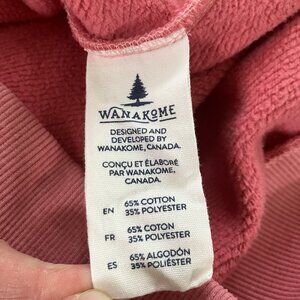 WANAKOME
DESIGNED AND
DEVELOPED BY
WANAKOME, CANADA.
CONÇU ET ÉLABORÉ
PAR WANAKOME,
CANADA.
EN 65% COTTON
35% POLYESTER
FR 65% COTON
35% POLYESTER
ES 65% ALGODÓN
35% POLIÉSTER